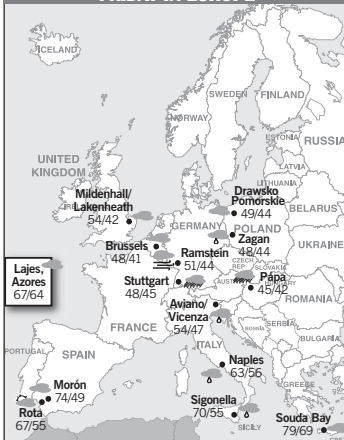 ICELAND
SWEDEN
FINLAND
NORWAY
ESTONIA
RUSSIA
LATVIA
LITHUANIA
UNITED
KINGDOM
Mildenhall/
Lakenheath
54/42
Drawsko
Pomorskie
49/44
BELARUS
GERMANY
POLAND
Zagan
48/44
Brussels
48/41
Ramstein
51/44
UKRAINE
CZECH
REP
SLOVAKIA
Lajes,
Azores
67/64
Stuttgart
48/45
Pápa
45/42
HUNGARY
ROMANIA
Aviano/
Vicenza
54/47
FRANCE
BOSNIA
SERBIA
BULGARIA
ITALY
PORTUGAL
SPAIN
Naples
63/56
Morón
74/49
GREECE
Rota
67/55
Sigonella
70/55
SICILY
Souda Bay
79/69